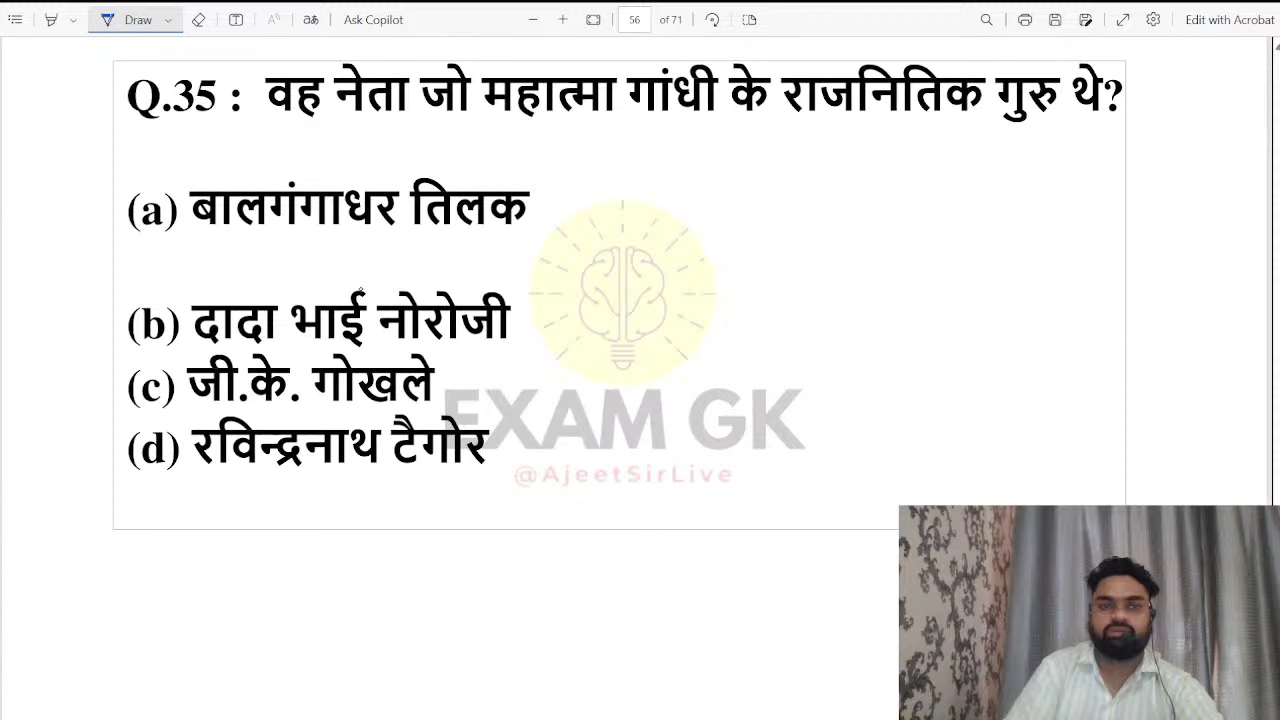 Draw
Ask Copilot
56 of 71
Edit with Acrobat
Q.35 : वह नेता जो महात्मा गांधी के राजनितिक गुरु थे?
(a) बालगंगाधर तिलक
(b) दादा भाई नोरोजी
(c) जी.के. गोखले
(d) रविन्द्रनाथ टैगोर
EXAM GK
@AjeetSirLive